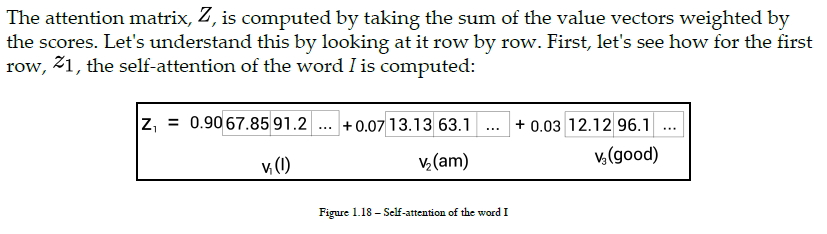 The attention matrix, Z, is computed by taking the sum of the value vectors weighted by
the scores. Let's understand this by looking at it row by row. First, let's see how for the first
row, z1, the self-attention of the word I is computed:
z₁ = 0.90 67.85 91.2 ... + 0.07 13.13 63.1 ... + 0.03 12.12 96.1 ...
v₁(I) v₂(am) v₃(good)
Figure 1.18 – Self-attention of the word I